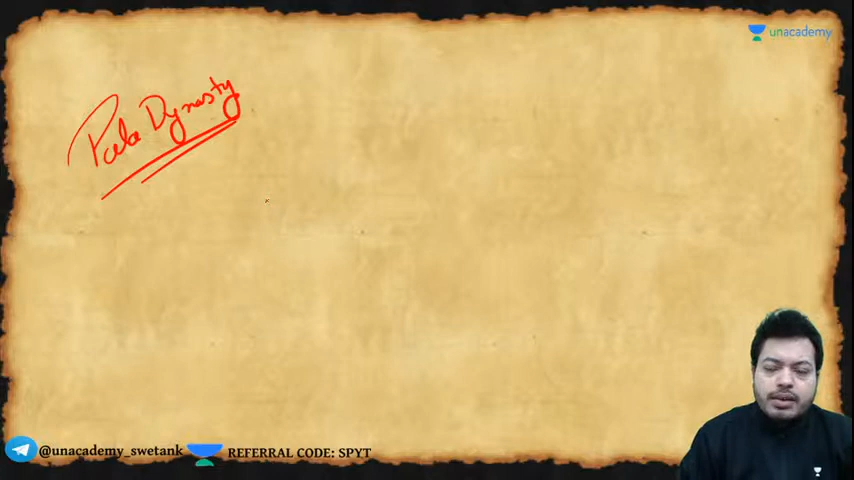 unacademy
Pala Dynasty
@unacademy_swetank
REFERRAL CODE: SPYT